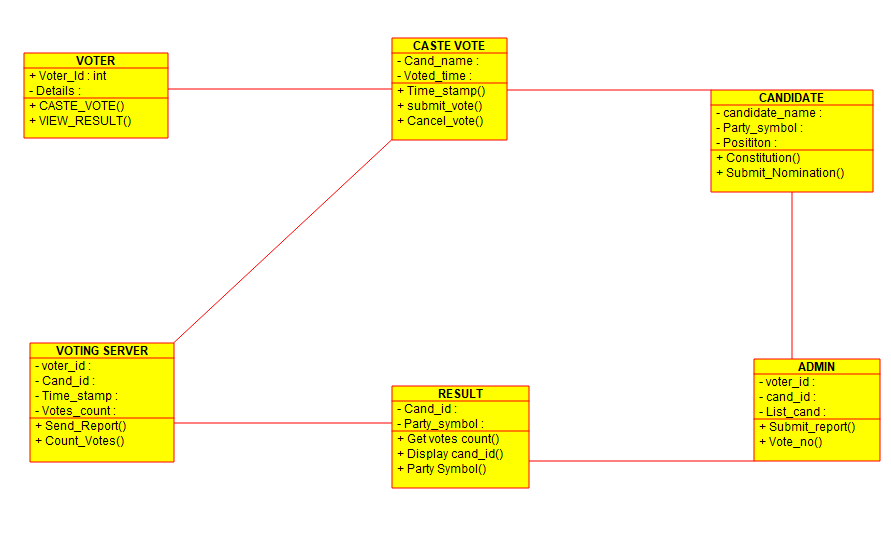 VOTER
+ Voter_Id : int
- Details :
+ CASTE_VOTE()
+ VIEW_RESULT()
CASTE VOTE
- Cand_name :
- Voted_time :
+ Time_stamp()
+ submit_vote()
+ Cancel_vote()
CANDIDATE
- candidate_name :
- Party_symbol :
- Posititon :
+ Constitution()
+ Submit_Nomination()
VOTING SERVER
- voter_id :
- Cand_id :
- Time_stamp :
- Votes_count :
+ Send_Report()
+ Count_Votes()
RESULT
- Cand_id :
- Party_symbol :
+ Get votes count()
+ Display cand_id()
+ Party Symbol()
ADMIN
- voter_id :
- cand_id :
- List_cand :
+ Submit_report()
+ Vote_no()